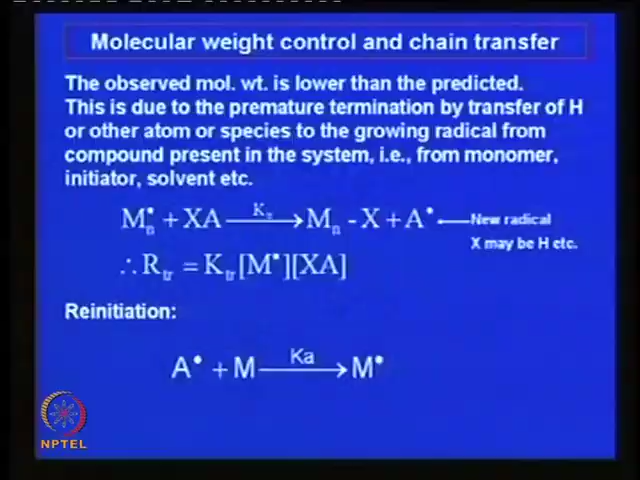 Molecular weight control and chain transfer
The observed mol. wt. is lower than the predicted.
This is due to the premature termination by transfer of H
or other atom or species to the growing radical from
compound present in the system, i.e., from monomer,
initiator, solvent etc.
Mₙ• + XA ⟶ Mₙ - X + A• ⟵ New radical
X may be H etc.
∴ Rₜᵣ = Kₜᵣ[M•][XA]
Reinitiation:
Ka
A• + M ⟶ M•
NPTEL